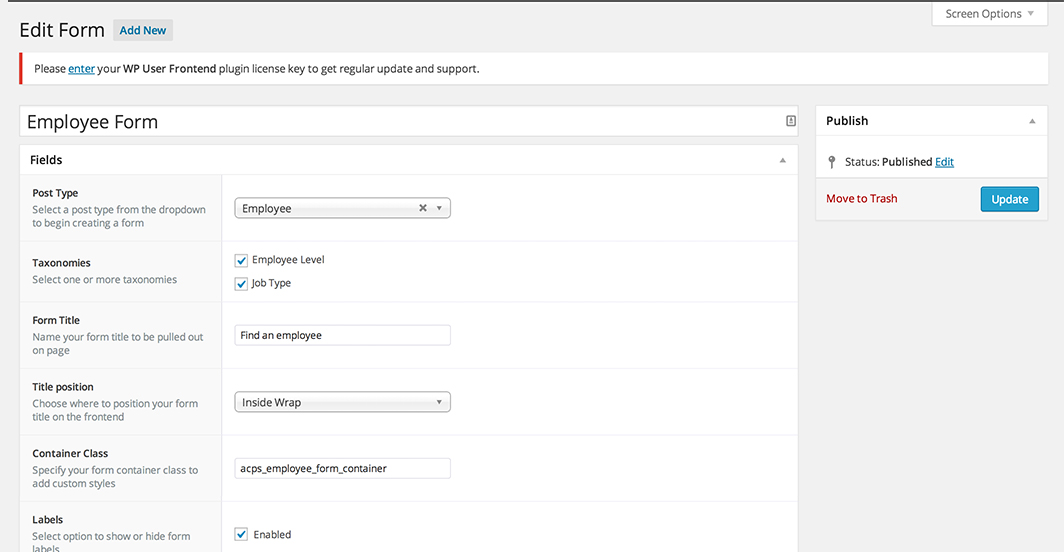 Screen Options
Edit Form Add New
Please enter your WP User Frontend plugin license key to get regular update and support.
Employee Form
Publish
Fields
Status: Published Edit
Move to Trash Update
Post Type
Select a post type from the dropdown
to begin creating a form
Employee
Taxonomies
Select one or more taxonomies
Employee Level
Job Type
Form Title
Name your form title to be pulled out
on page
Find an employee
Title position
Choose where to position your form
title on the frontend
Inside Wrap
Container Class
Specify your form container class to
add custom styles
acps_employee_form_container
Labels
Select option to show or hide form
labels
Enabled